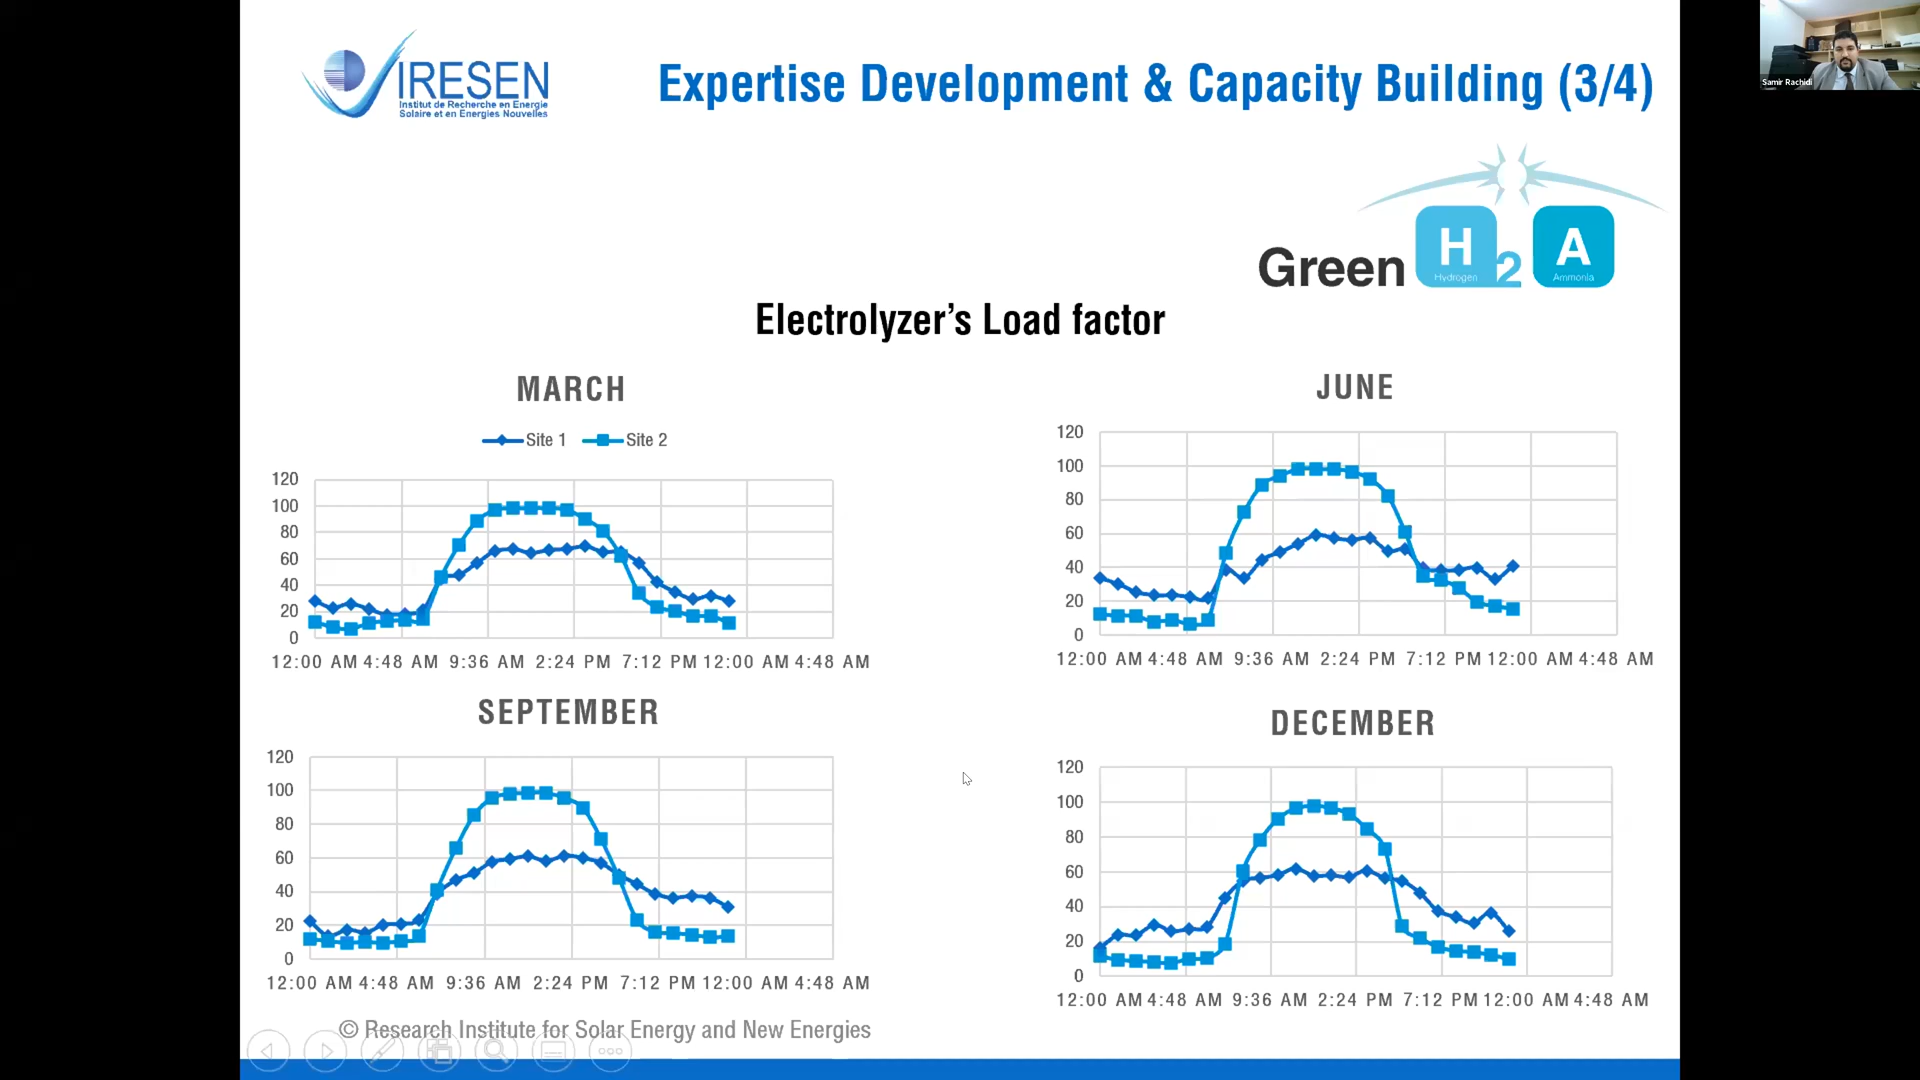 IRESEN
Institut de Recherche en Energie
Solaire et en Energies Nouvelles
Expertise Development & Capacity Building (3/4)
Samir Rachidi
Green H2 A
Hydrogen Ammonia
Electrolyzer's Load factor
MARCH
Site 1 Site 2
120
100
80
60
40
20
0
12:00 AM 4:48 AM 9:36 AM 2:24 PM 7:12 PM 12:00 AM 4:48 AM
JUNE
120
100
80
60
40
20
0
12:00 AM 4:48 AM 9:36 AM 2:24 PM 7:12 PM 12:00 AM 4:48 AM
SEPTEMBER
120
100
80
60
40
20
0
12:00 AM 4:48 AM 9:36 AM 2:24 PM 7:12 PM 12:00 AM 4:48 AM
DECEMBER
120
100
80
60
40
20
0
12:00 AM 4:48 AM 9:36 AM 2:24 PM 7:12 PM 12:00 AM 4:48 AM
© Research Institute for Solar Energy and New Energies